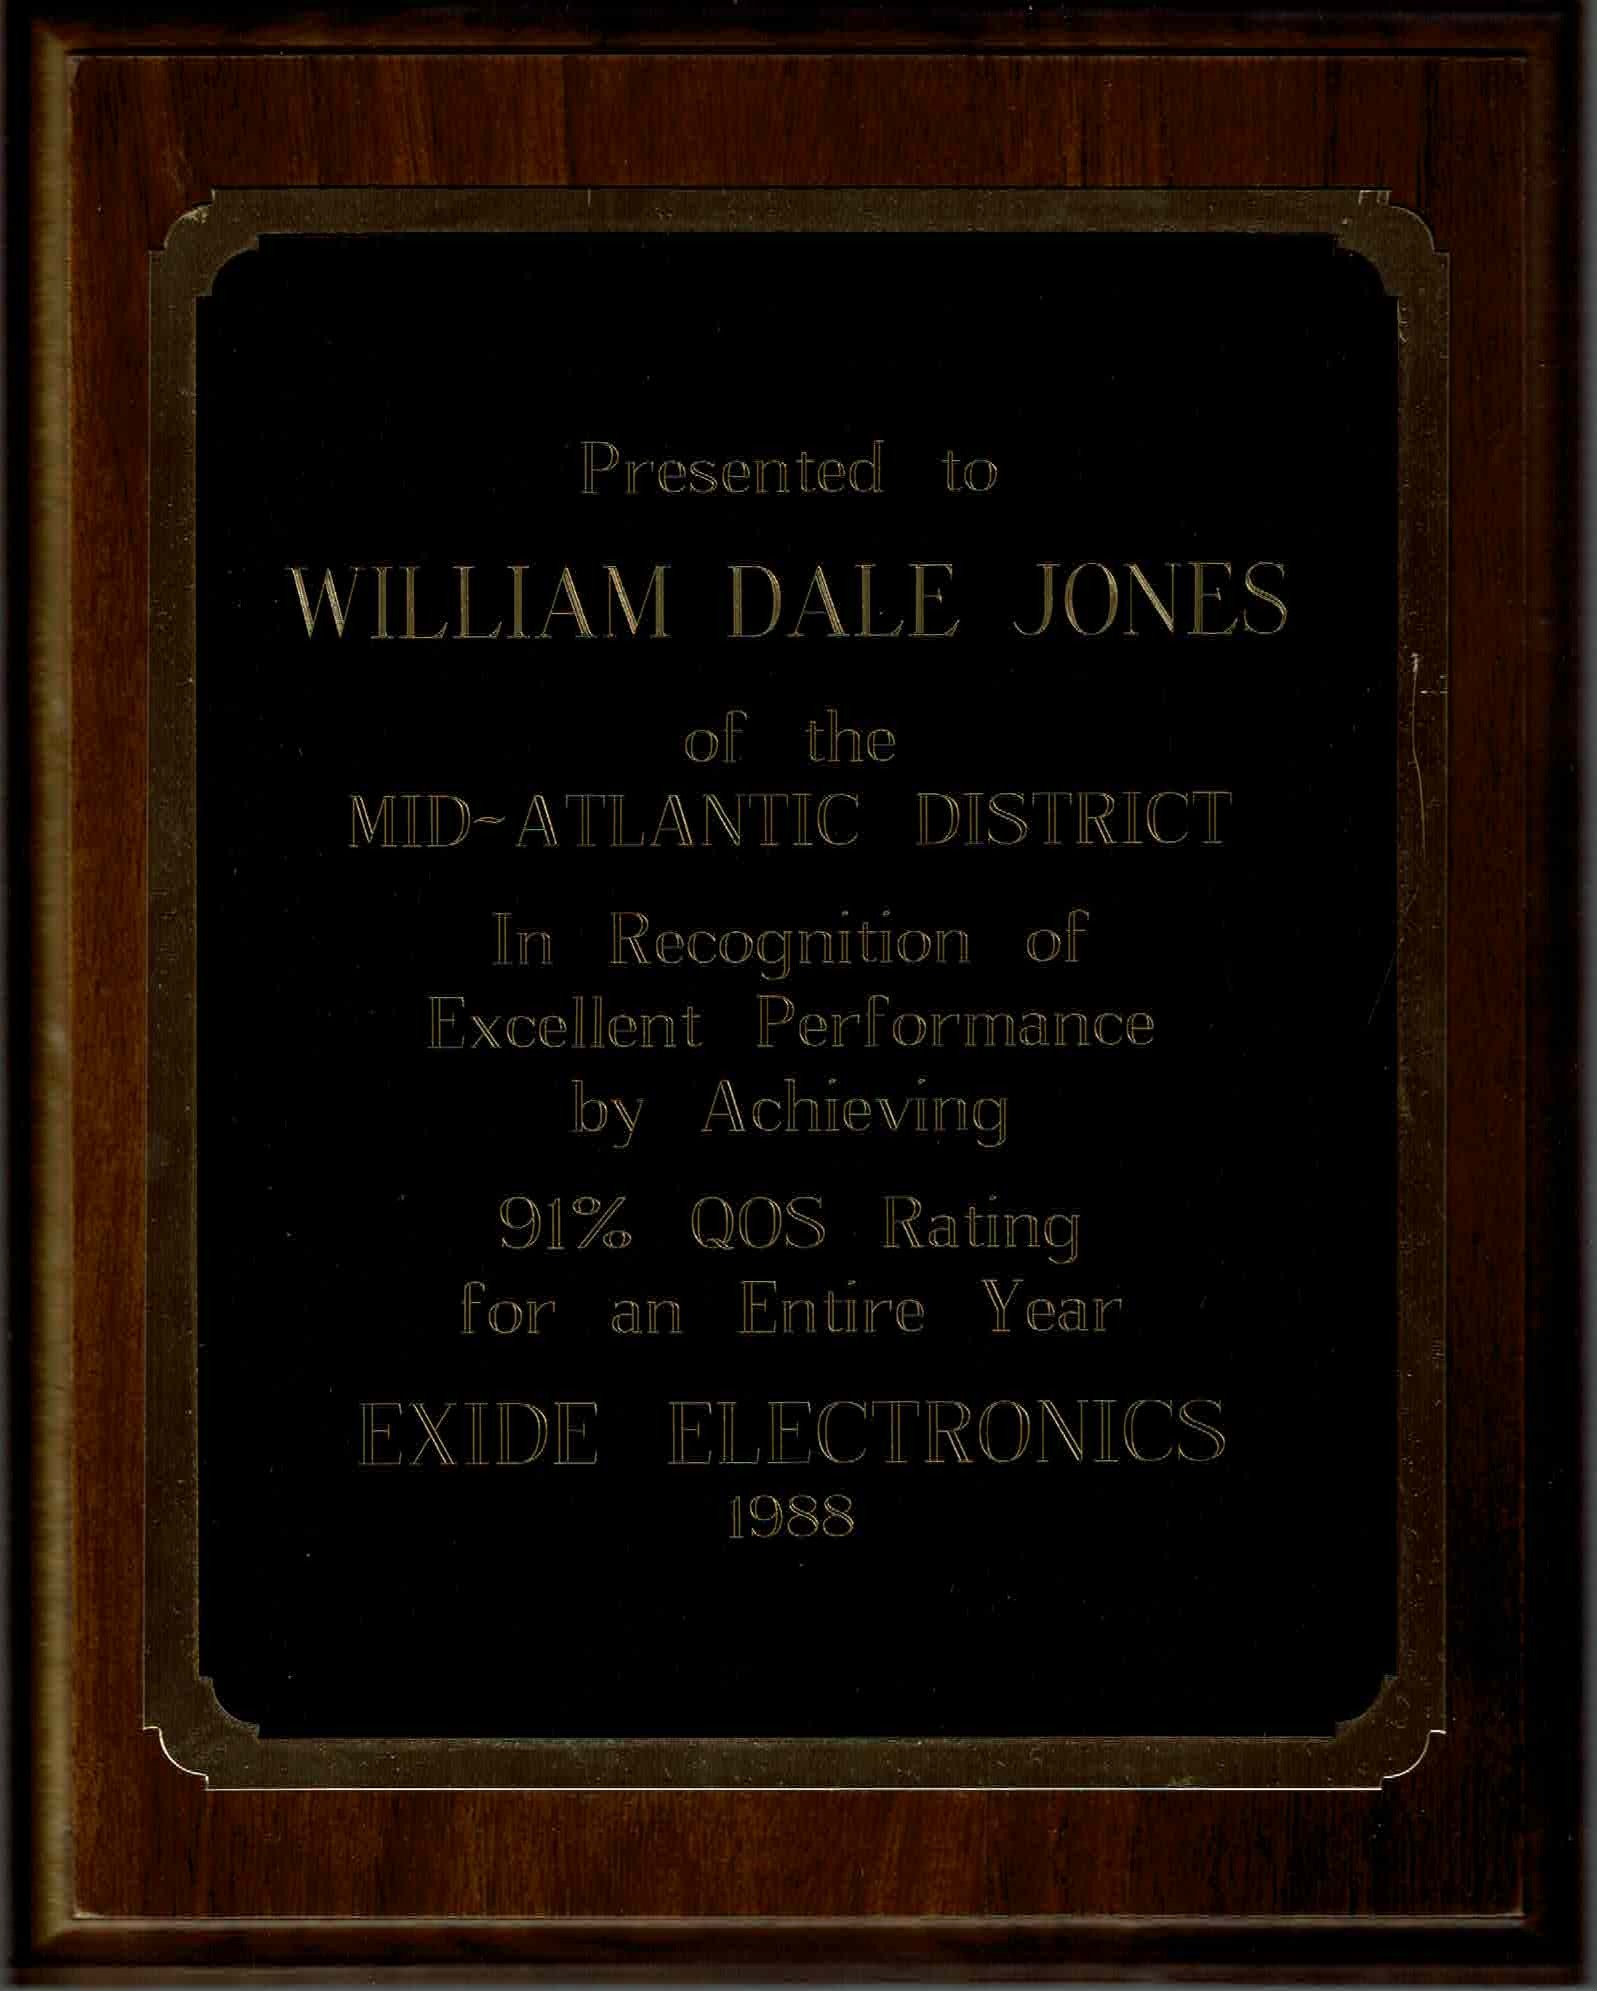 Presented to
WILLIAM DALE JONES
of the
MID~ATLANTIC DISTRICT
In Recognition of
Excellent Performance
by Achieving
91% QOS Rating
for an Entire Year
EXIDE ELECTRONICS
1988